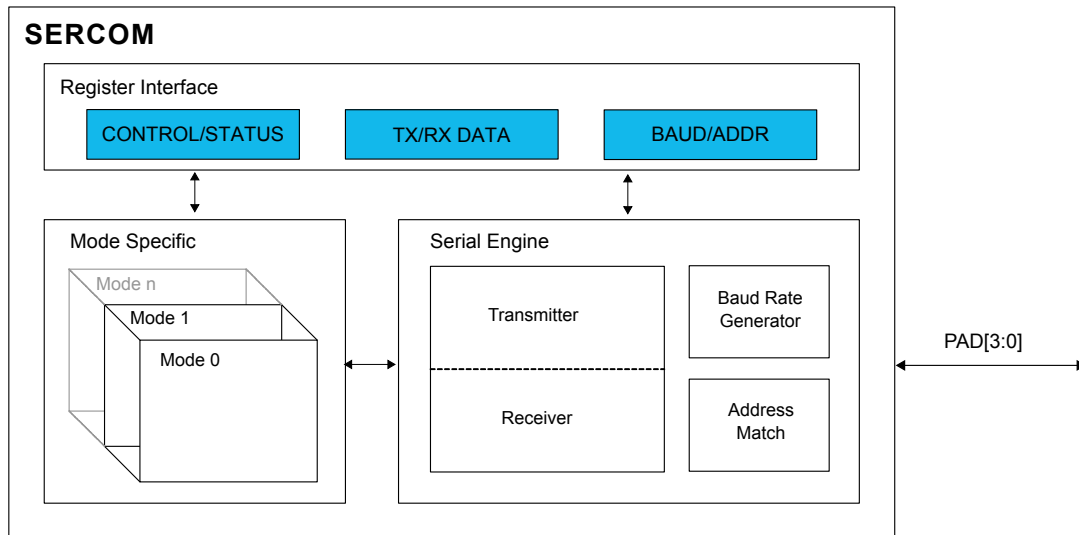 SERCOM
Register Interface
CONTROL/STATUS
TX/RX DATA
BAUD/ADDR
Mode Specific
Mode n
Mode 1
Mode 0
Serial Engine
Transmitter
Receiver
Baud Rate
Generator
Address
Match
PAD[3:0]